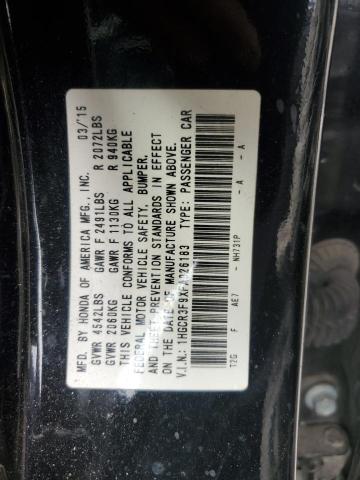 MFD. BY HONDA OF AMERICA MFG., INC. 03/15
GVWR 4542LBS GAWR F 2491LBS R 2072LBS
GVWR 2060KG GAWR F 1130KG R 940KG
THIS VEHICLE CONFORMS TO ALL APPLICABLE
FEDERAL MOTOR VEHICLE SAFETY, BUMPER,
AND THEFT PREVENTION STANDARDS IN EFFECT
ON THE DATE OF MANUFACTURE SHOWN ABOVE.
V.I.N.: 1HGCR3F9XFA026183 TYPE: PASSENGER CAR
T2G F AE7 - NH731P - A - A